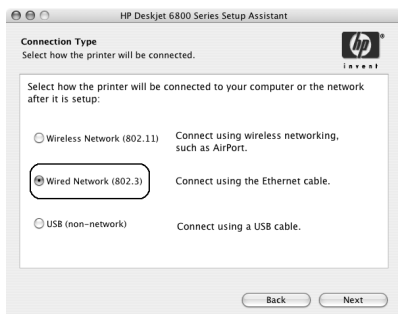 HP Deskjet 6800 Series Setup Assistant
Connection Type
Select how the printer will be connected.
hp
®
invent
Select how the printer will be connected to your computer or the network
after it is setup:
Wireless Network (802.11)
Connect using wireless networking,
such as AirPort.
Wired Network (802.3)
Connect using the Ethernet cable.
USB (non-network)
Connect using a USB cable.
Back
Next